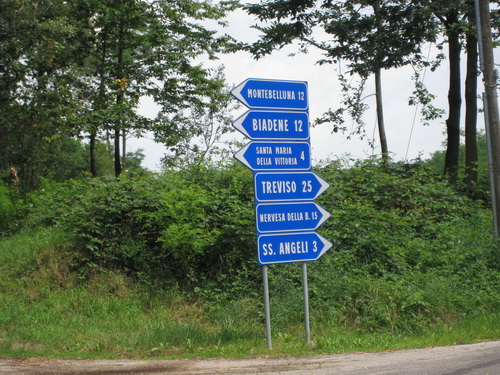 MONTEBELLUNA 12
BIADENE 12
SANTA MARIA
DELLA VITTORIA 4
TREVISO 25
NERVESA DELLA B. 15
SS. ANGELI 3